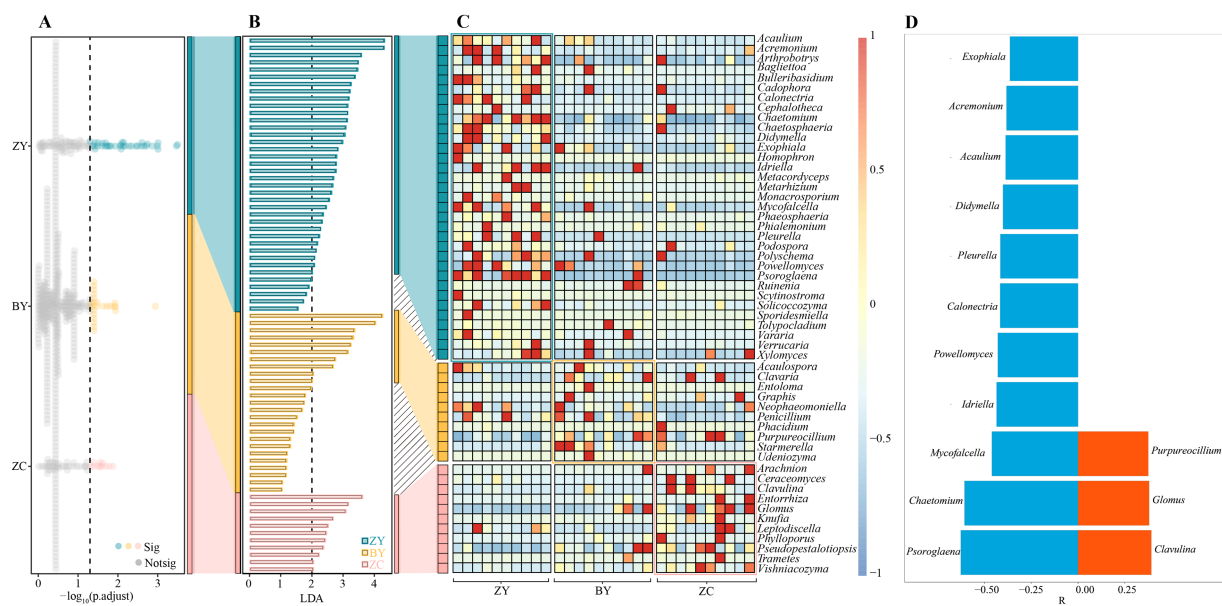 A
B
C
D
ZY
BY
ZC
Sig
Notsig
0
1
2
3
−log10(p.adjust)
ZY
BY
ZC
0
1
2
3
4
LDA
Acaulium
Acremonium
Arthrobotrys
Bagliettoa
Bulleribasidium
Cadophora
Calonectria
Cephalotheca
Chaetomium
Chaetosphaeria
Didymella
Exophiala
Homophron
Idriella
Metacordyceps
Metarhizium
Monacrosporium
Mycofalcella
Phaeosphaeria
Phialemonium
Pleurella
Podospora
Polyschema
Powellomyces
Psoroglaena
Ruinenia
Scytinostroma
Solicoccozyma
Sporidesmiella
Tolypocladium
Vararia
Verrucaria
Xylomyces
Acaulospora
Clavaria
Entoloma
Graphis
Neophaeomoniella
Penicillium
Phacidium
Purpureocillium
Starmerella
Udeniozyma
Arachnion
Ceraceomyces
Clavulina
Entorrhiza
Glomus
Knufia
Leptodiscella
Phylloporus
Pseudopestalotiopsis
Trametes
Vishniacozyma
ZY
BY
ZC
1
0.5
0
−0.5
−1
Exophiala
Acremonium
Acaulium
Didymella
Pleurella
Calonectria
Powellomyces
Idriella
Mycofalcella
Purpureocillium
Chaetomium
Glomus
Psoroglaena
Clavulina
−0.50
−0.25
0
0.25
R